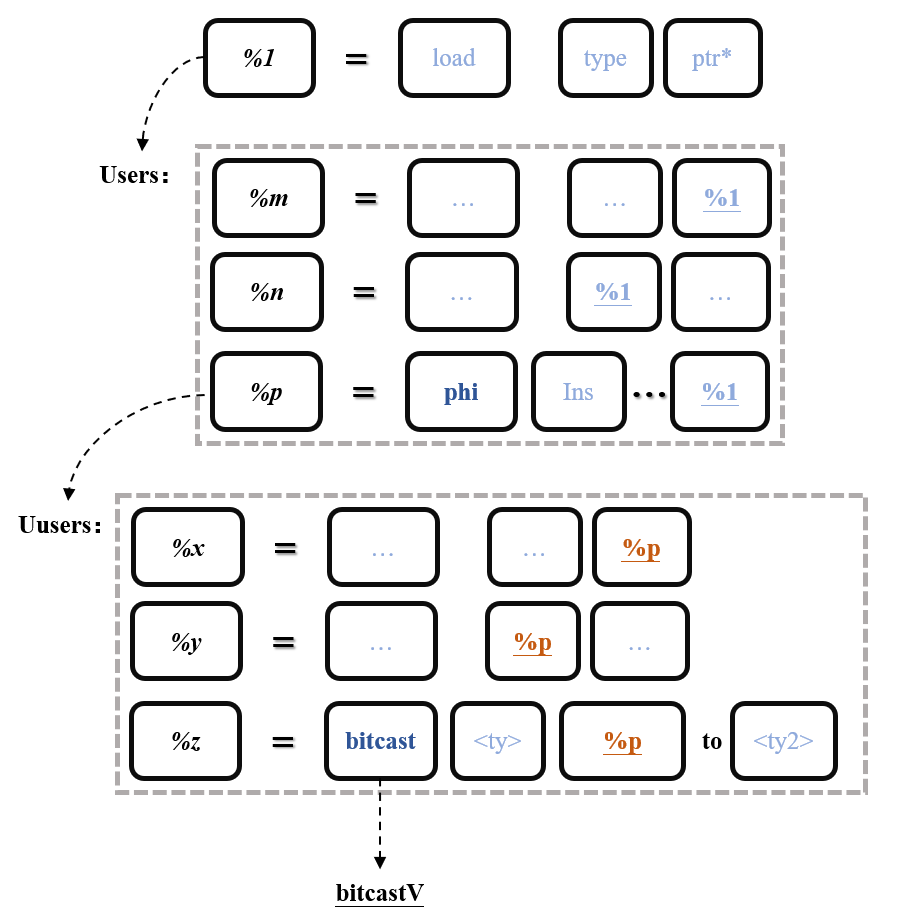 %1 = load type ptr*
Users：
%m = … … %1
%n = … %1 …
%p = phi Ins … %1
Uusers：
%x = … … %p
%y = … %p …
%z = bitcast <ty> %p to <ty2>
bitcastV